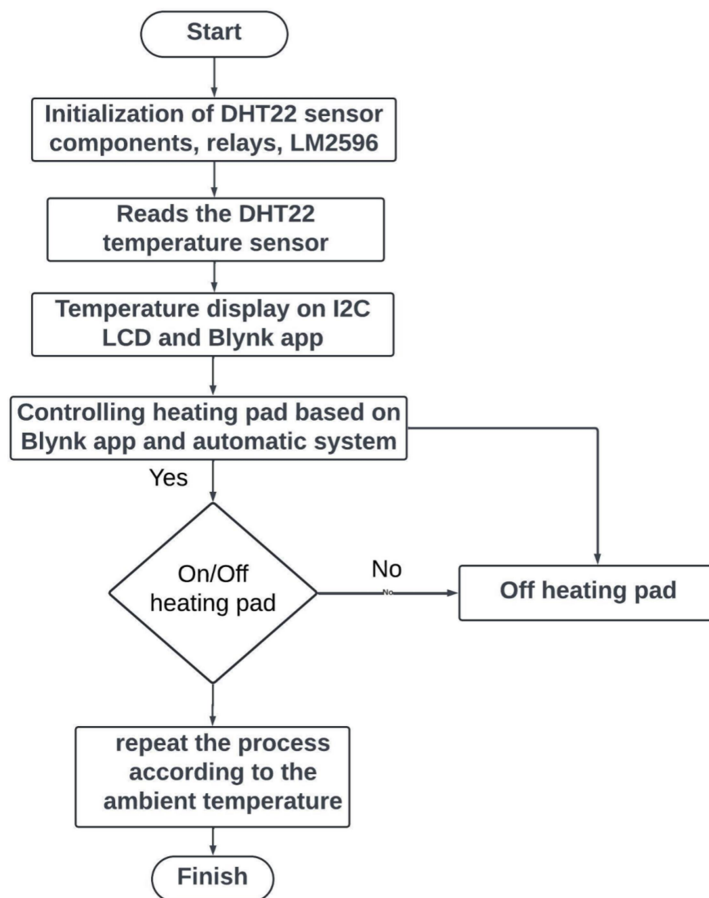 Start
Initialization of DHT22 sensor
components, relays, LM2596
Reads the DHT22
temperature sensor
Temperature display on I2C
LCD and Blynk app
Controlling heating pad based on
Blynk app and automatic system
Yes
On/Off
heating pad
No
No
Off heating pad
repeat the process
according to the
ambient temperature
Finish